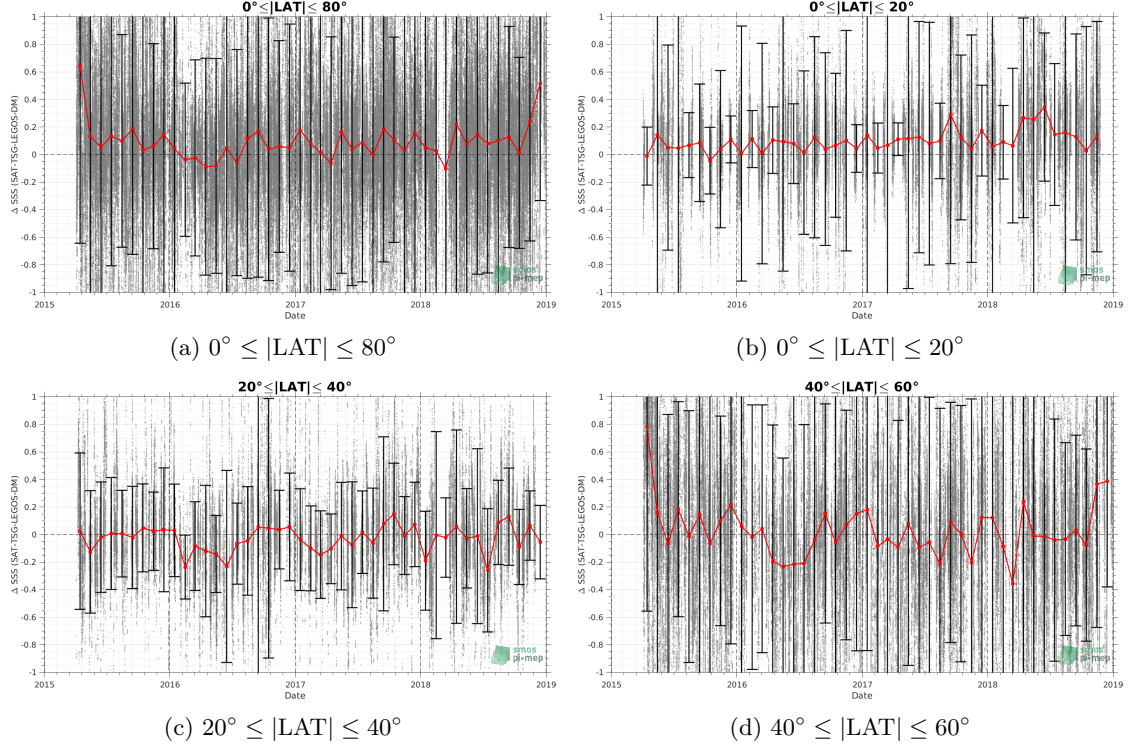 0°≤|LAT|≤ 80°
Δ SSS (SAT-TSG-LEGOS-DM)
1
0.8
0.6
0.4
0.2
0
-0.2
-0.4
-0.6
-0.8
-1
2015 2016 2017 2018 2019
Date
smos
pi-mep
(a) 0° ≤ |LAT| ≤ 80°
0°≤|LAT|≤ 20°
Δ SSS (SAT-TSG-LEGOS-DM)
1
0.8
0.6
0.4
0.2
0
-0.2
-0.4
-0.6
-0.8
-1
2015 2016 2017 2018 2019
Date
smos
pi-mep
(b) 0° ≤ |LAT| ≤ 20°
20°≤|LAT|≤ 40°
Δ SSS (SAT-TSG-LEGOS-DM)
1
0.8
0.6
0.4
0.2
0
-0.2
-0.4
-0.6
-0.8
-1
2015 2016 2017 2018 2019
Date
smos
pi-mep
(c) 20° ≤ |LAT| ≤ 40°
40°≤|LAT|≤ 60°
Δ SSS (SAT-TSG-LEGOS-DM)
1
0.8
0.6
0.4
0.2
0
-0.2
-0.4
-0.6
-0.8
-1
2015 2016 2017 2018 2019
Date
smos
pi-mep
(d) 40° ≤ |LAT| ≤ 60°